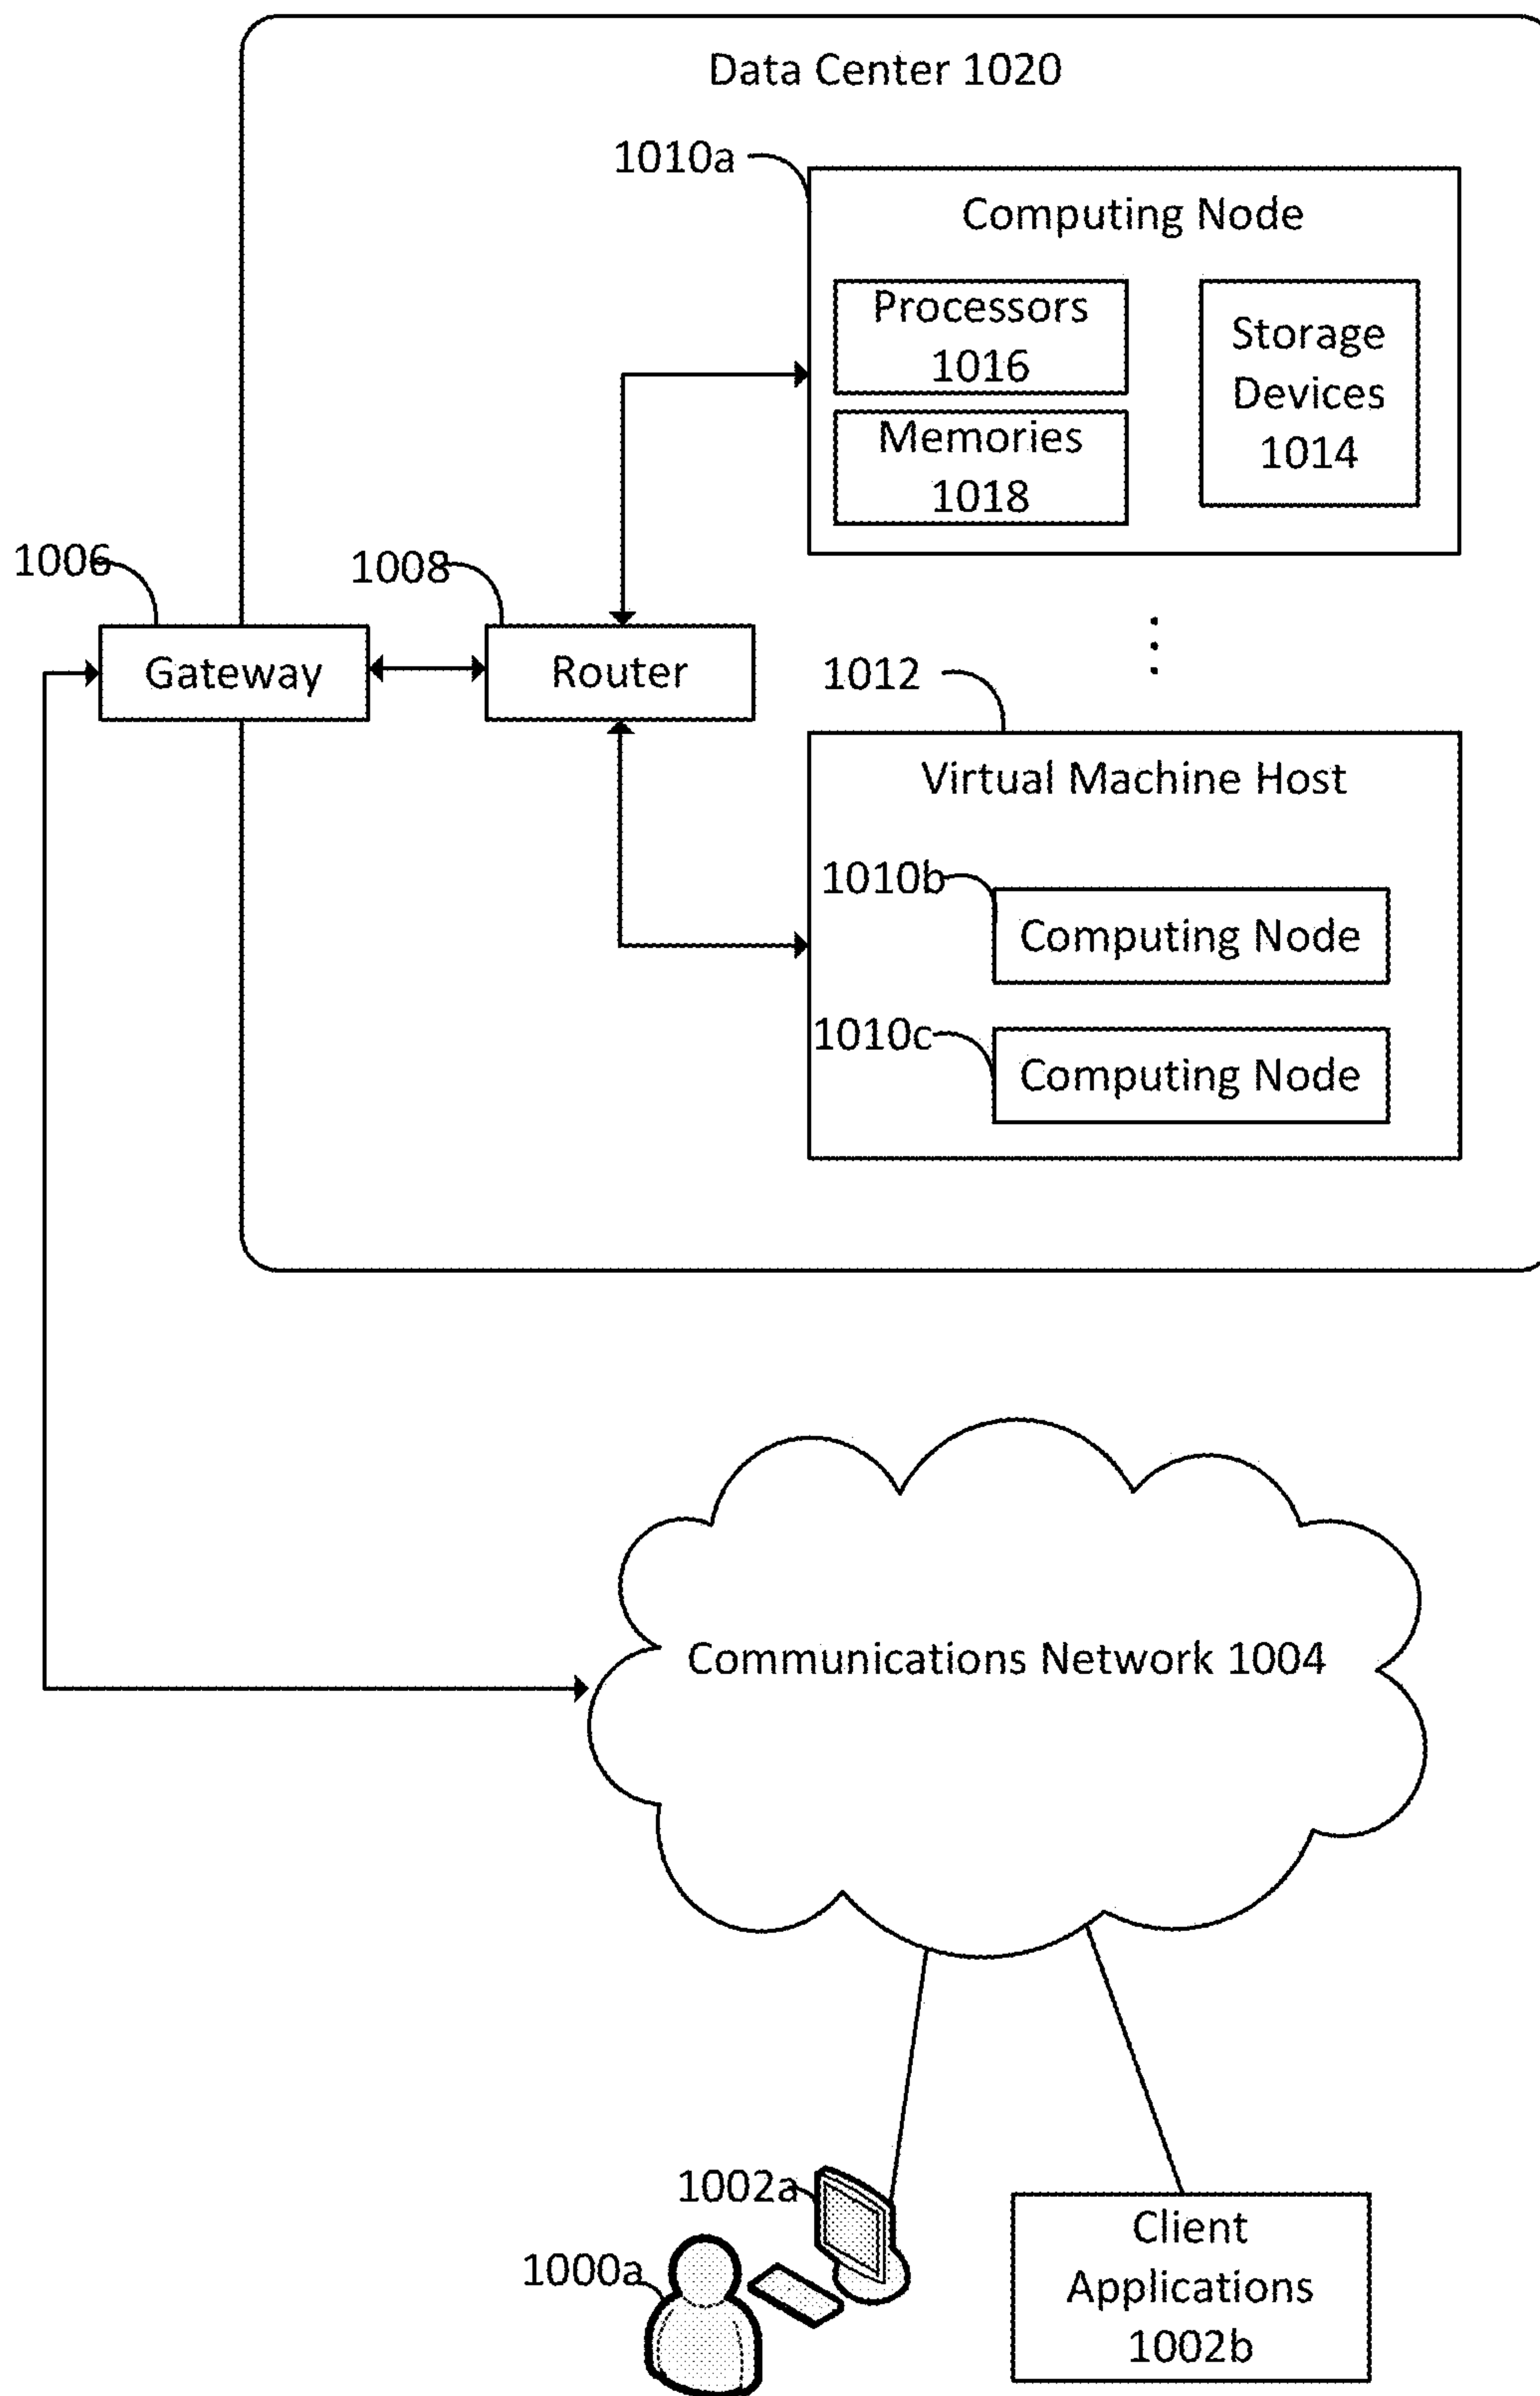 Data Center 1020
1010a
Computing Node
Processors
1016
Storage
Devices
1014
Memories
1018
1006
1008
Gateway
Router
1012
Virtual Machine Host
1010b
Computing Node
1010c
Computing Node
Communications Network 1004
1002a
1000a
Client
Applications
1002b